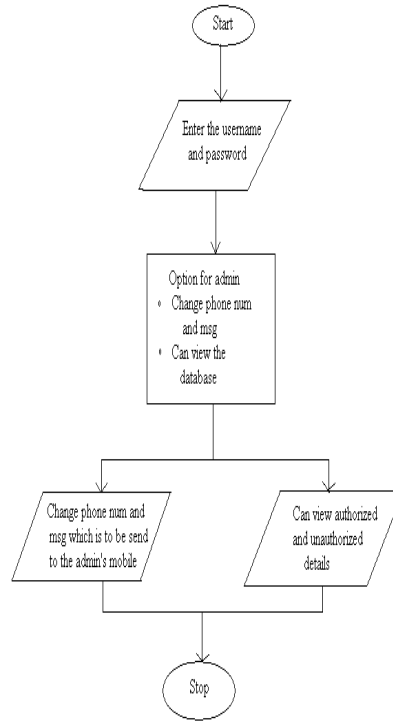 Start
Enter the username
and password
Option for admin
• Change phone num
and msg
• Can view the
database
Change phone num and
msg which is to be send
to the admin's mobile
Can view authorized
and unauthorized
details
Stop